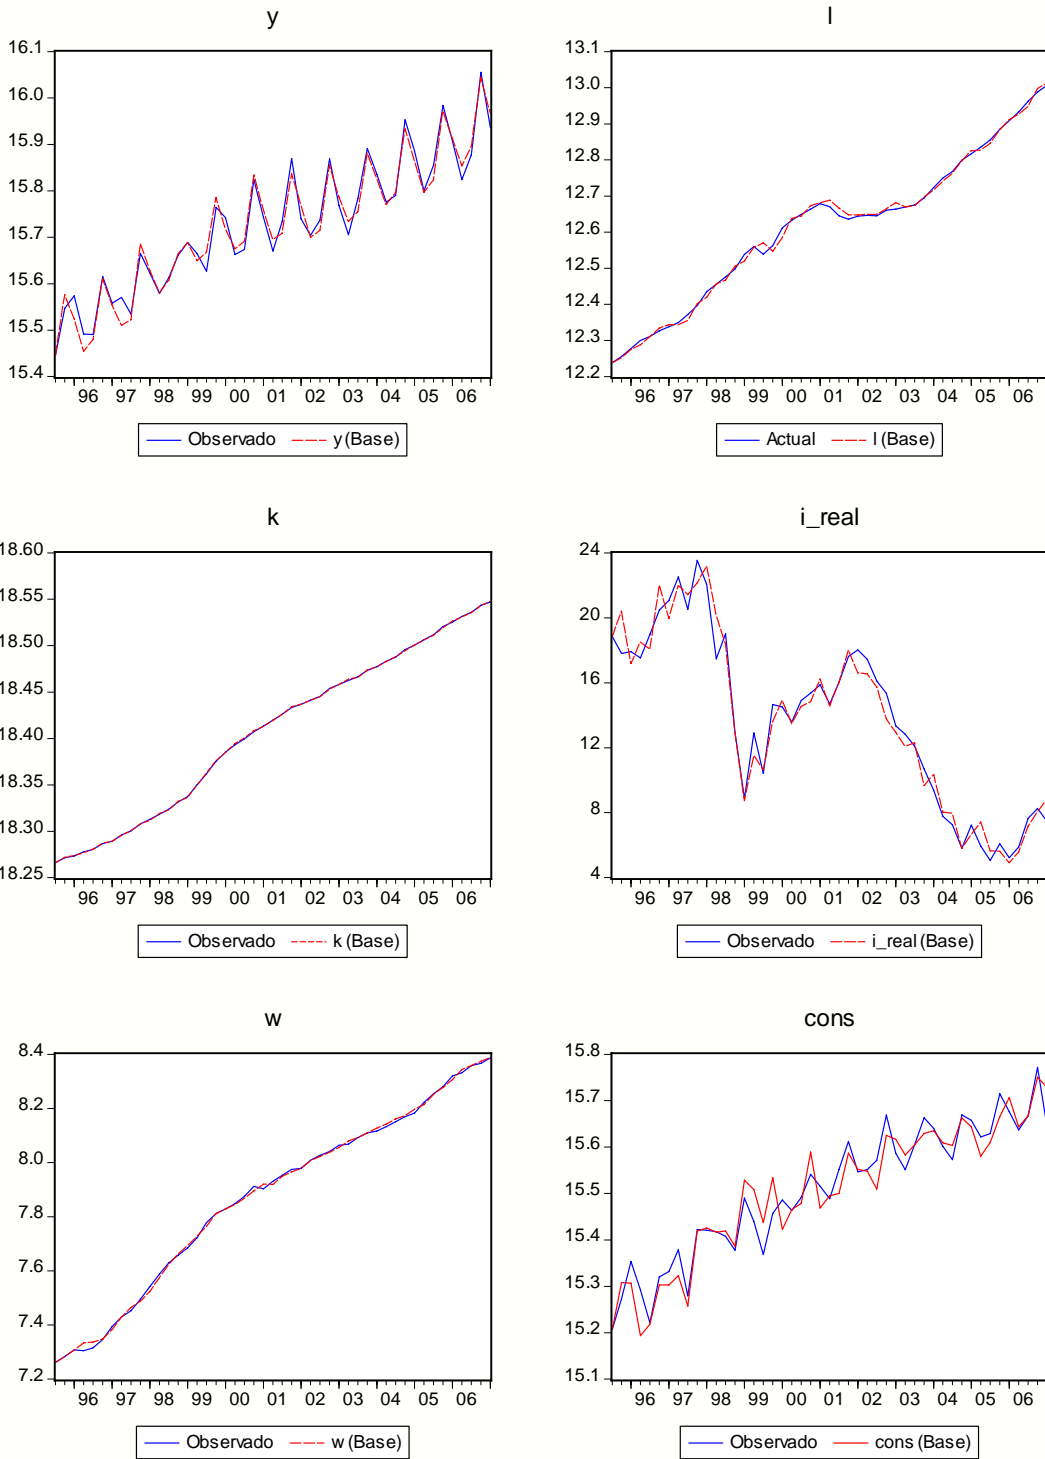 y
16.1
16.0
15.9
15.8
15.7
15.6
15.5
15.4
96 97 98 99 00 01 02 03 04 05 06
Observado y (Base)
l
13.1
13.0
12.9
12.8
12.7
12.6
12.5
12.4
12.3
12.2
96 97 98 99 00 01 02 03 04 05 06
Actual l (Base)
k
18.60
18.55
18.50
18.45
18.40
18.35
18.30
18.25
96 97 98 99 00 01 02 03 04 05 06
Observado k (Base)
i_real
24
20
16
12
8
4
96 97 98 99 00 01 02 03 04 05 06
Observado i_real (Base)
w
8.4
8.2
8.0
7.8
7.6
7.4
7.2
96 97 98 99 00 01 02 03 04 05 06
Observado w (Base)
cons
15.8
15.7
15.6
15.5
15.4
15.3
15.2
15.1
96 97 98 99 00 01 02 03 04 05 06
Observado cons (Base)